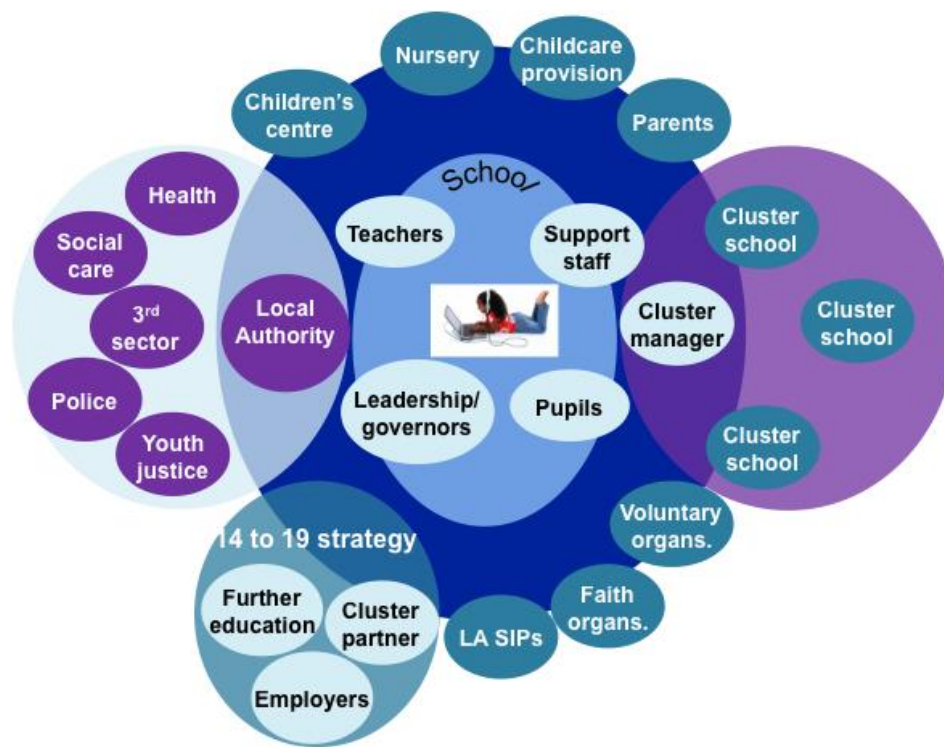 Nursery
Childcare
provision
Children's
centre
Parents
School
Health
Teachers
Support
staff
Cluster
school
Social
care
3rd
sector
Local
Authority
Cluster
manager
Cluster
school
Police
Leadership/
governors
Pupils
Youth
justice
Cluster
school
Voluntary
organs.
14 to 19 strategy
Further
education
Cluster
partner
LA SIPs
Faith
organs.
Employers